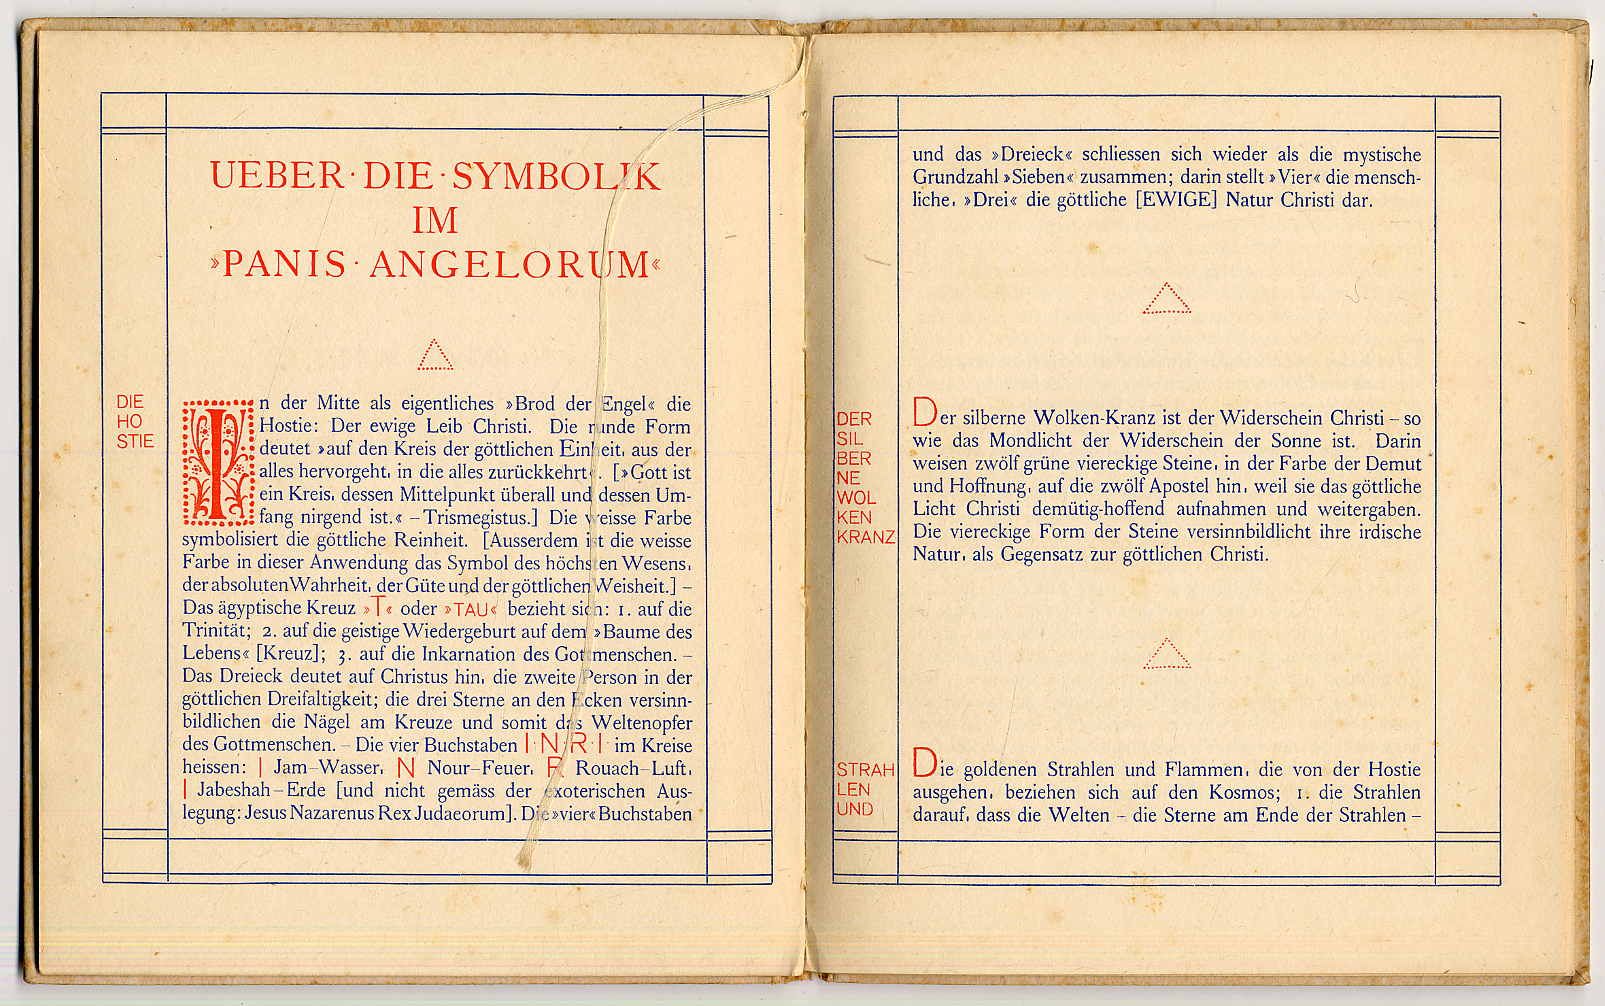 UEBER·DIE·SYMBOLIK
IM
»PANIS·ANGELORUM«
DIE
HO
STIE
In der Mitte als eigentliches »Brod der Engel« die
Hostie: Der ewige Leib Christi. Die runde Form
deutet »auf den Kreis der göttlichen Einheit, aus der
alles hervorgeht, in die alles zurückkehrt«. [»Gott ist
ein Kreis, dessen Mittelpunkt überall und dessen Um-
fang nirgend ist.« – Trismegistus.] Die weisse Farbe
symbolisiert die göttliche Reinheit. [Ausserdem ist die weisse
Farbe in dieser Anwendung das Symbol des höchsten Wesens,
der absoluten Wahrheit, der Güte und der göttlichen Weisheit.] –
Das ägyptische Kreuz »T« oder »TAU« bezieht sich: 1. auf die
Trinität; 2. auf die geistige Wiedergeburt auf dem »Baume des
Lebens« [Kreuz]; 3. auf die Inkarnation des Gottmenschen. –
Das Dreieck deutet auf Christus hin, die zweite Person in der
göttlichen Dreifaltigkeit; die drei Sterne an den Ecken versinn-
bildlichen die Nägel am Kreuze und somit das Weltenopfer
des Gottmenschen. – Die vier Buchstaben I·N·R·I· im Kreise
heissen: I Jam–Wasser, N Nour–Feuer, R Rouach–Luft,
I Jabeshah–Erde [und nicht gemäss der exoterischen Aus-
legung: Jesus Nazarenus Rex Judaeorum]. Die »vier« Buchstaben
und das »Dreieck« schliessen sich wieder als die mystische
Grundzahl »Sieben« zusammen; darin stellt »Vier« die mensch-
liche, »Drei« die göttliche [EWIGE] Natur Christi dar.
DER
SIL
BER
NE
WOL
KEN
KRANZ
Der silberne Wolken-Kranz ist der Widerschein Christi – so
wie das Mondlicht der Widerschein der Sonne ist. Darin
weisen zwölf grüne viereckige Steine, in der Farbe der Demut
und Hoffnung, auf die zwölf Apostel hin, weil sie das göttliche
Licht Christi demütig-hoffend aufnahmen und weitergaben.
Die viereckige Form der Steine versinnbildlicht ihre irdische
Natur, als Gegensatz zur göttlichen Christi.
STRAH
LEN
UND
Die goldenen Strahlen und Flammen, die von der Hostie
ausgehen, beziehen sich auf den Kosmos; 1. die Strahlen
darauf, dass die Welten – die Sterne am Ende der Strahlen –